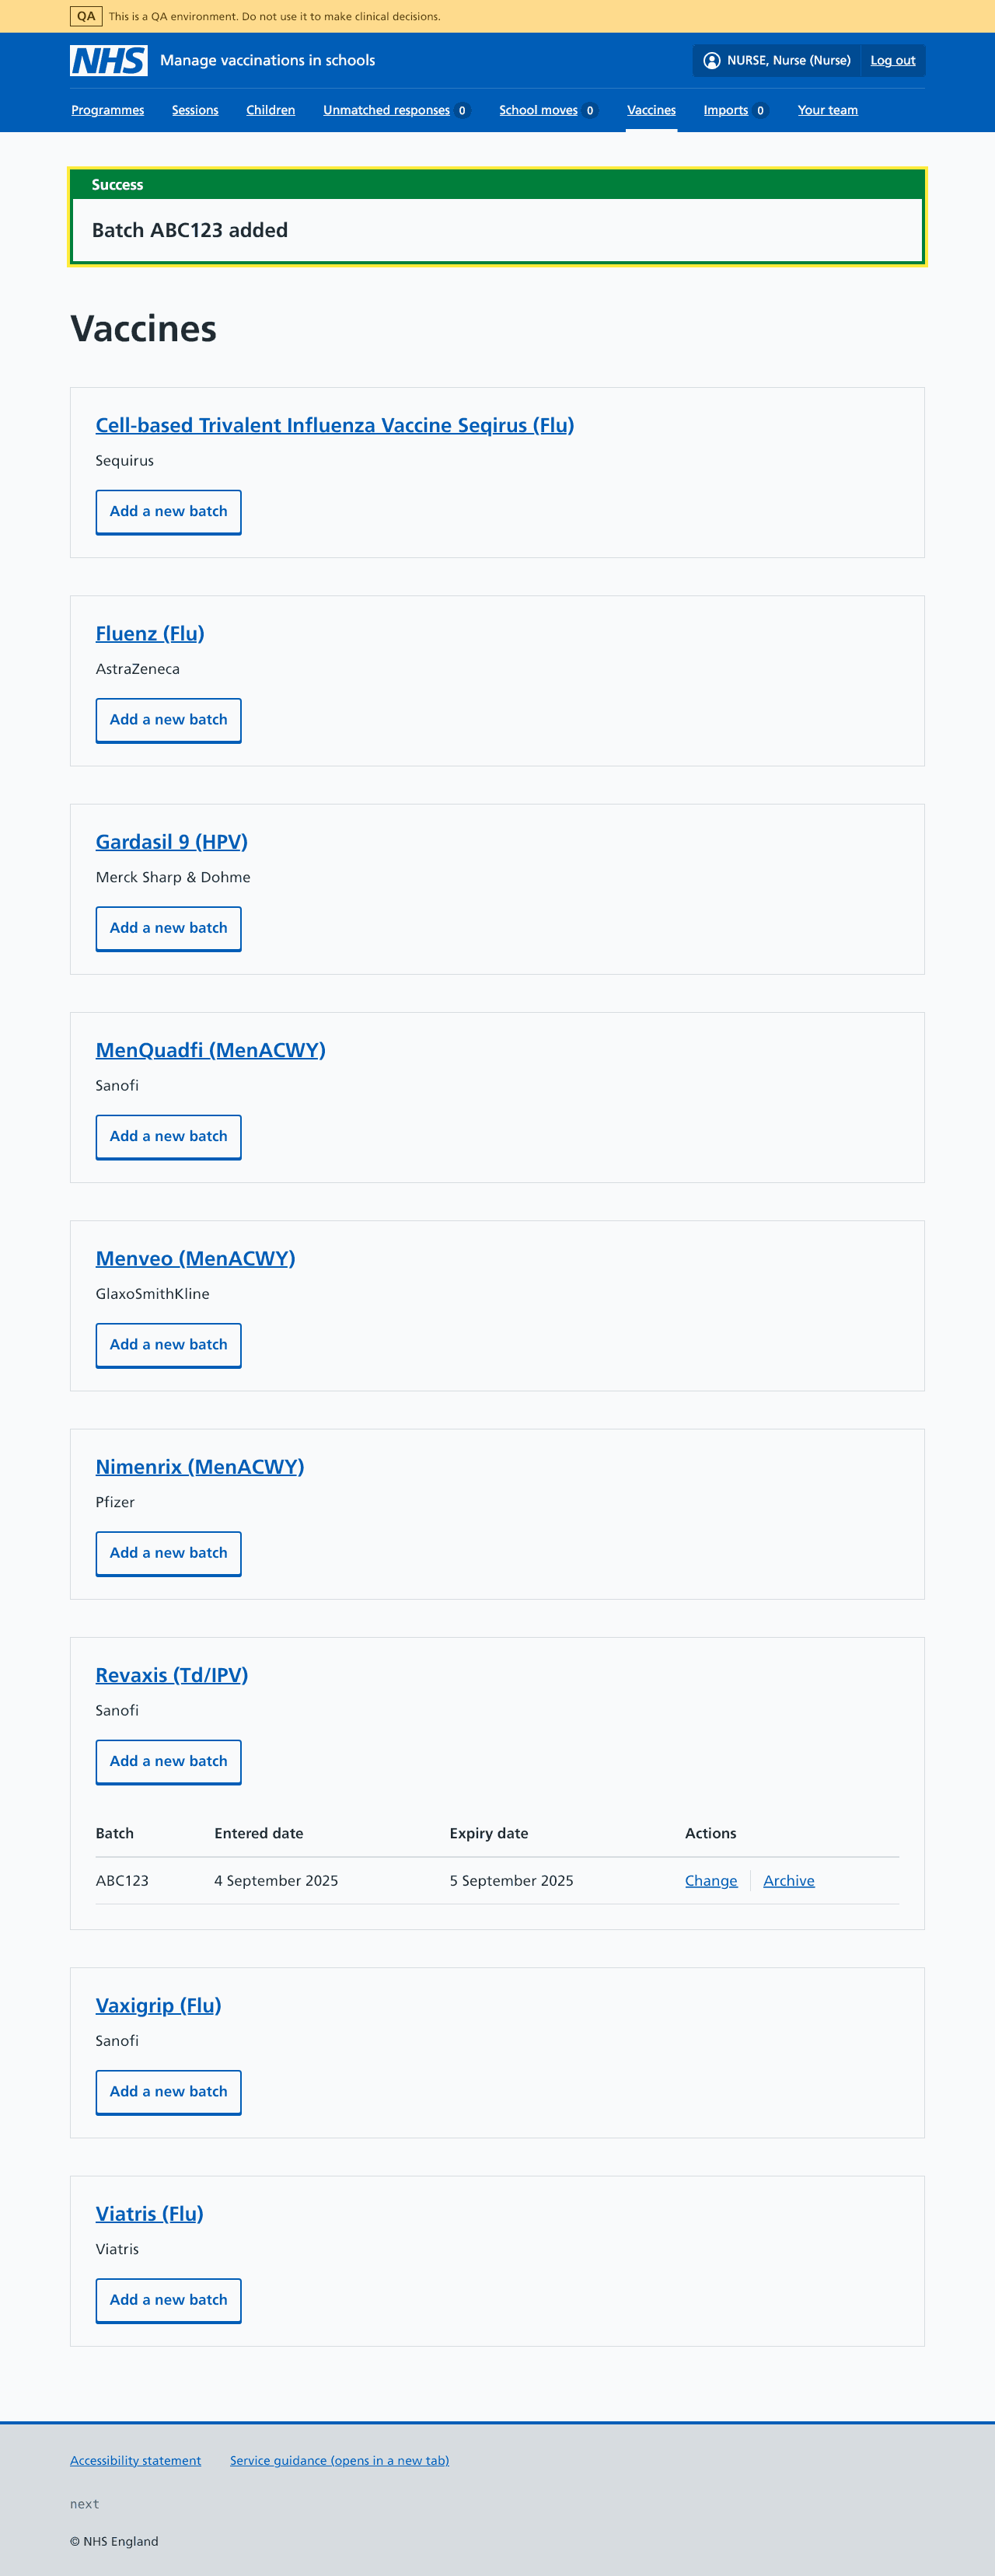 QA This is a QA environment. Do not use it to make clinical decisions.
NHS Manage vaccinations in schools NURSE, Nurse (Nurse) Log out
Programmes Sessions Children Unmatched responses 0 School moves 0 Vaccines Imports 0 Your team
Success
Batch ABC123 added
Vaccines
Cell-based Trivalent Influenza Vaccine Seqirus (Flu)
Sequirus
Add a new batch
Fluenz (Flu)
AstraZeneca
Add a new batch
Gardasil 9 (HPV)
Merck Sharp & Dohme
Add a new batch
MenQuadfi (MenACWY)
Sanofi
Add a new batch
Menveo (MenACWY)
GlaxoSmithKline
Add a new batch
Nimenrix (MenACWY)
Pfizer
Add a new batch
Revaxis (Td/IPV)
Sanofi
Add a new batch
Batch Entered date Expiry date Actions
ABC123 4 September 2025 5 September 2025 Change Archive
Vaxigrip (Flu)
Sanofi
Add a new batch
Viatris (Flu)
Viatris
Add a new batch
Accessibility statement Service guidance (opens in a new tab)
next
© NHS England